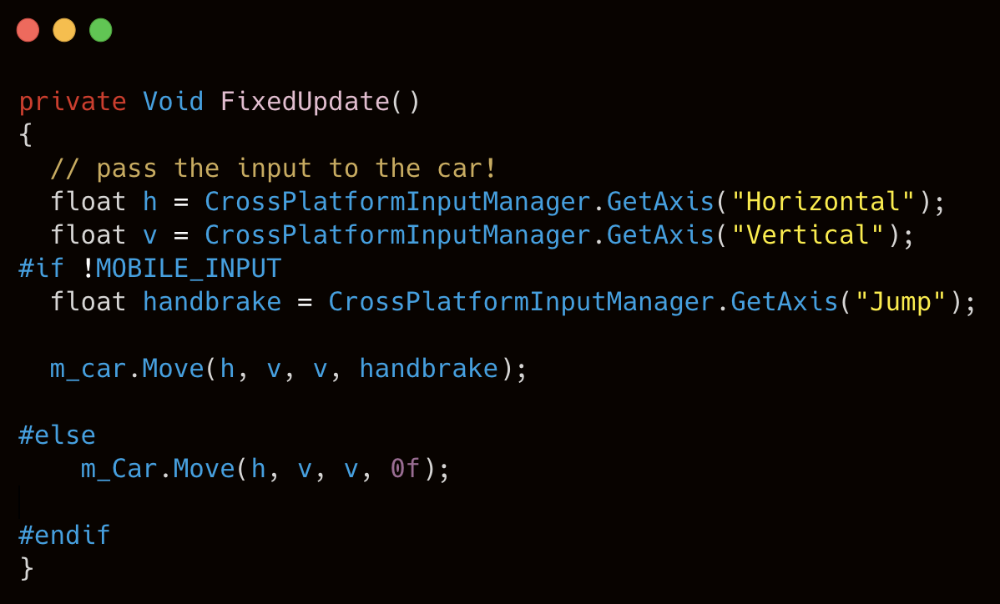 private Void FixedUpdate()
{
  // pass the input to the car!
  float h = CrossPlatformInputManager.GetAxis("Horizontal");
  float v = CrossPlatformInputManager.GetAxis("Vertical");
#if !MOBILE_INPUT
  float handbrake = CrossPlatformInputManager.GetAxis("Jump");
  m_car.Move(h, v, v, handbrake);
#else
    m_Car.Move(h, v, v, 0f);
#endif
}